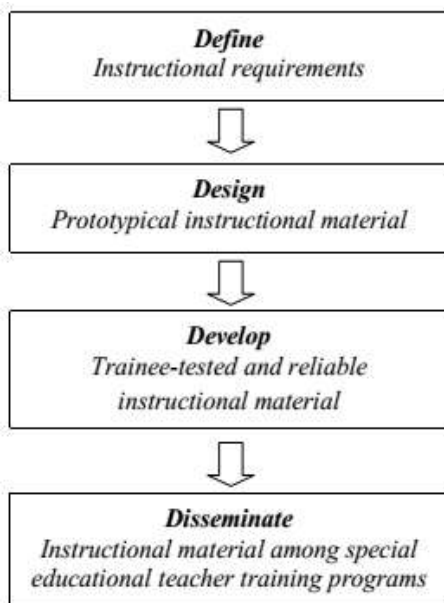 Define
Instructional requirements
Design
Prototypical instructional material
Develop
Trainee-tested and reliable
instructional material
Disseminate
Instructional material among special
educational teacher training programs